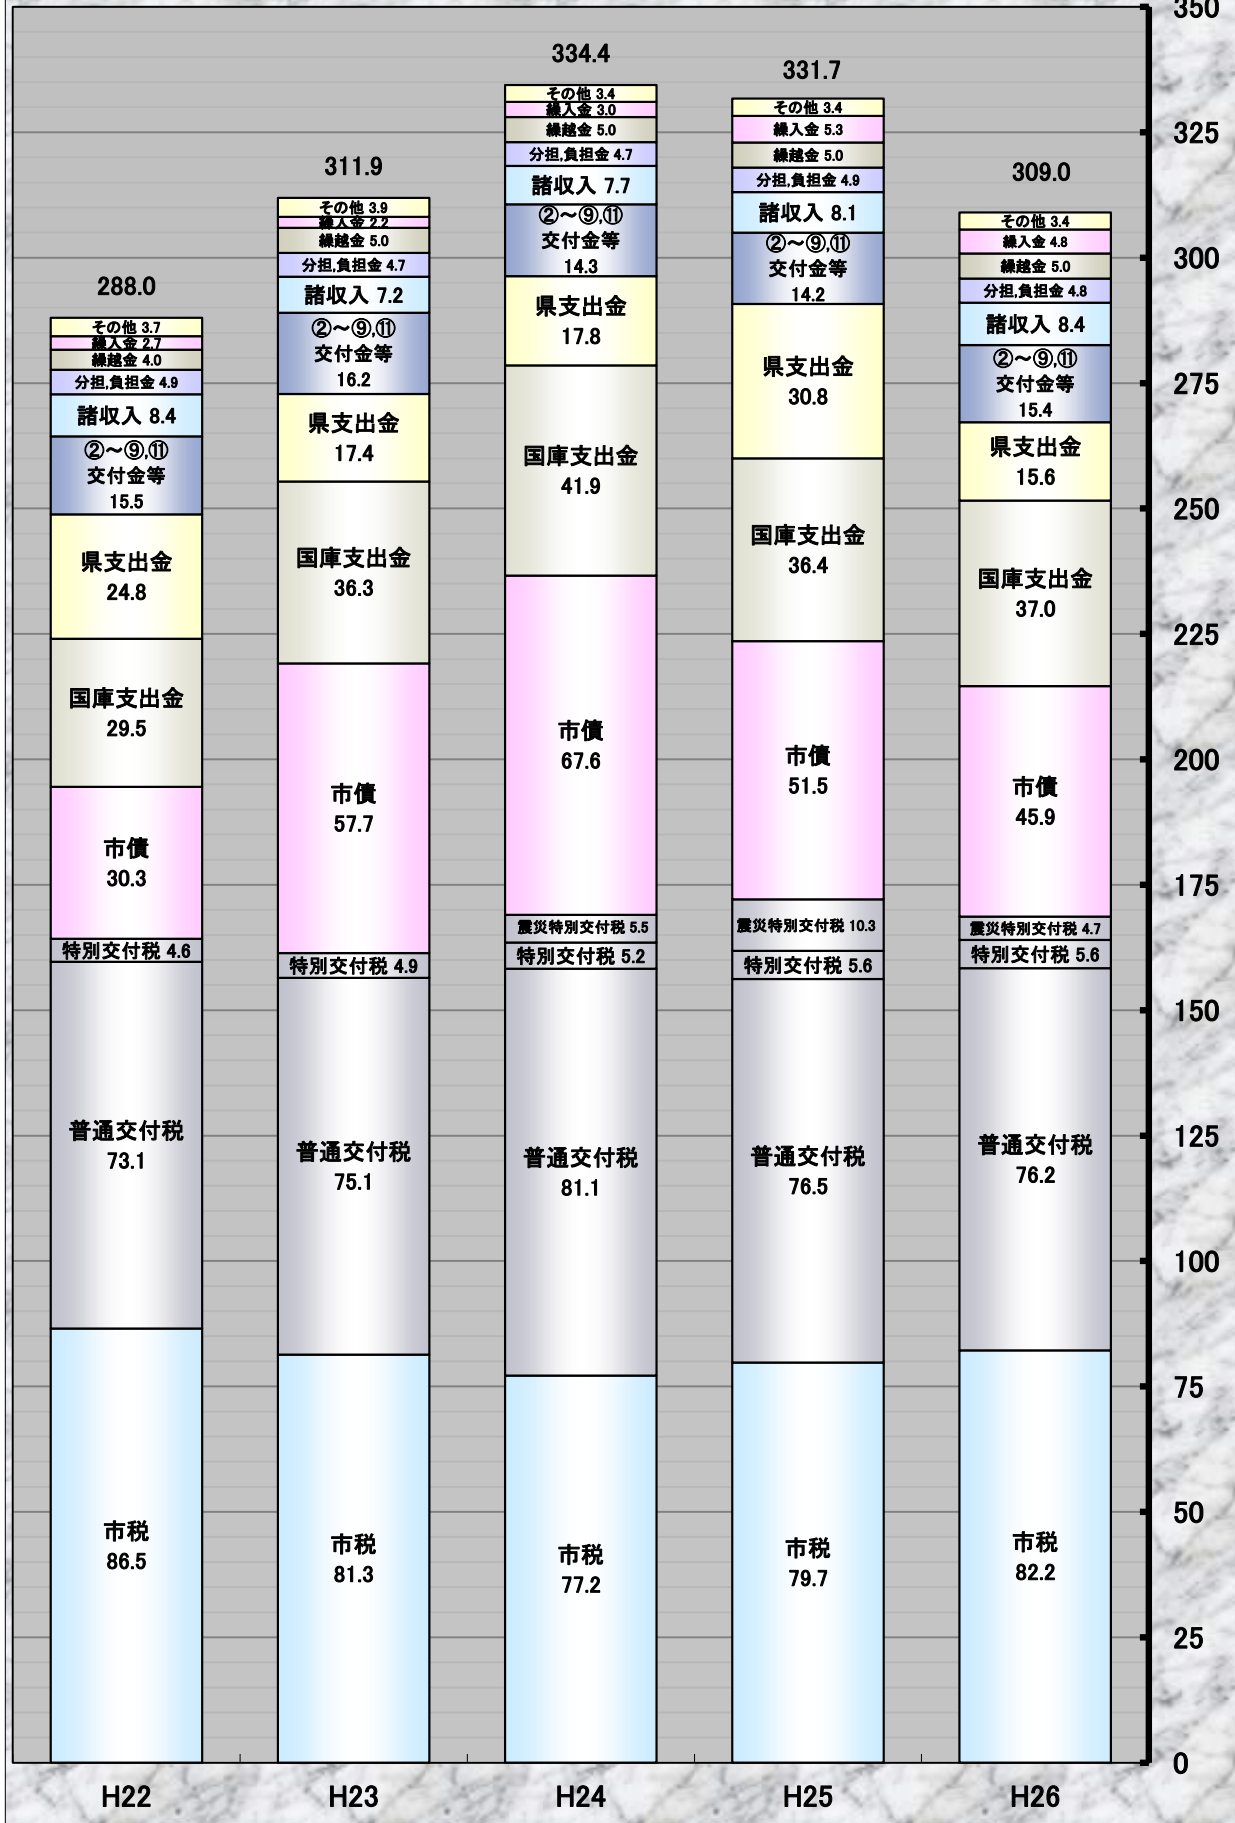 288.0
その他 3.7
繰入金 2.7
繰越金 4.0
分担,負担金 4.9
諸収入 8.4
②～⑨,⑪
交付金等
15.5
県支出金
24.8
国庫支出金
29.5
市債
30.3
特別交付税 4.6
普通交付税
73.1
市税
86.5
H22
311.9
その他 3.9
繰入金 2.2
繰越金 5.0
分担,負担金 4.7
諸収入 7.2
②～⑨,⑪
交付金等
16.2
県支出金
17.4
国庫支出金
36.3
市債
57.7
特別交付税 4.9
普通交付税
75.1
市税
81.3
H23
334.4
その他 3.4
繰入金 3.0
繰越金 5.0
分担,負担金 4.7
諸収入 7.7
②～⑨,⑪
交付金等
14.3
県支出金
17.8
国庫支出金
41.9
市債
67.6
震災特別交付税 5.5
特別交付税 5.2
普通交付税
81.1
市税
77.2
H24
331.7
その他 3.4
繰入金 5.3
繰越金 5.0
分担,負担金 4.9
諸収入 8.1
②～⑨,⑪
交付金等
14.2
県支出金
30.8
国庫支出金
36.4
市債
51.5
震災特別交付税 10.3
特別交付税 5.6
普通交付税
76.5
市税
79.7
H25
309.0
その他 3.4
繰入金 4.8
繰越金 5.0
分担,負担金 4.8
諸収入 8.4
②～⑨,⑪
交付金等
15.4
県支出金
15.6
国庫支出金
37.0
市債
45.9
震災特別交付税 4.7
特別交付税 5.6
普通交付税
76.2
市税
82.2
H26
350
325
300
275
250
225
200
175
150
125
100
75
50
25
0